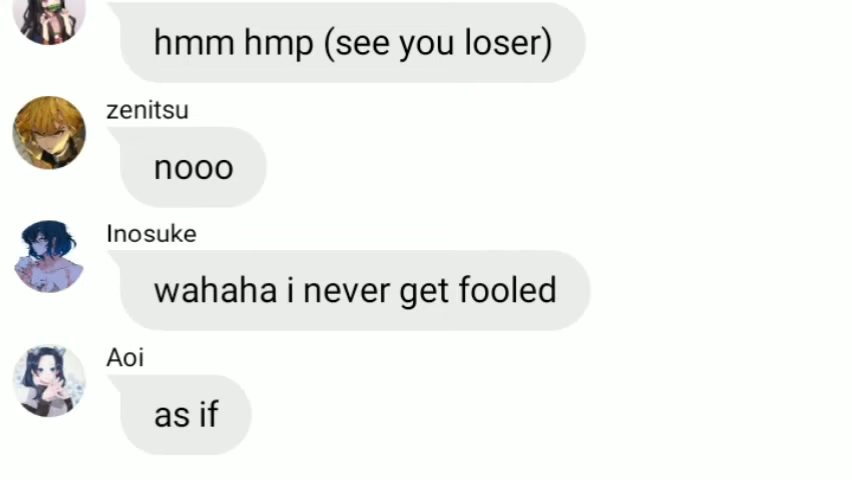 hmm hmp (see you loser)
zenitsu
nooo
Inosuke
wahaha i never get fooled
Aoi
as if